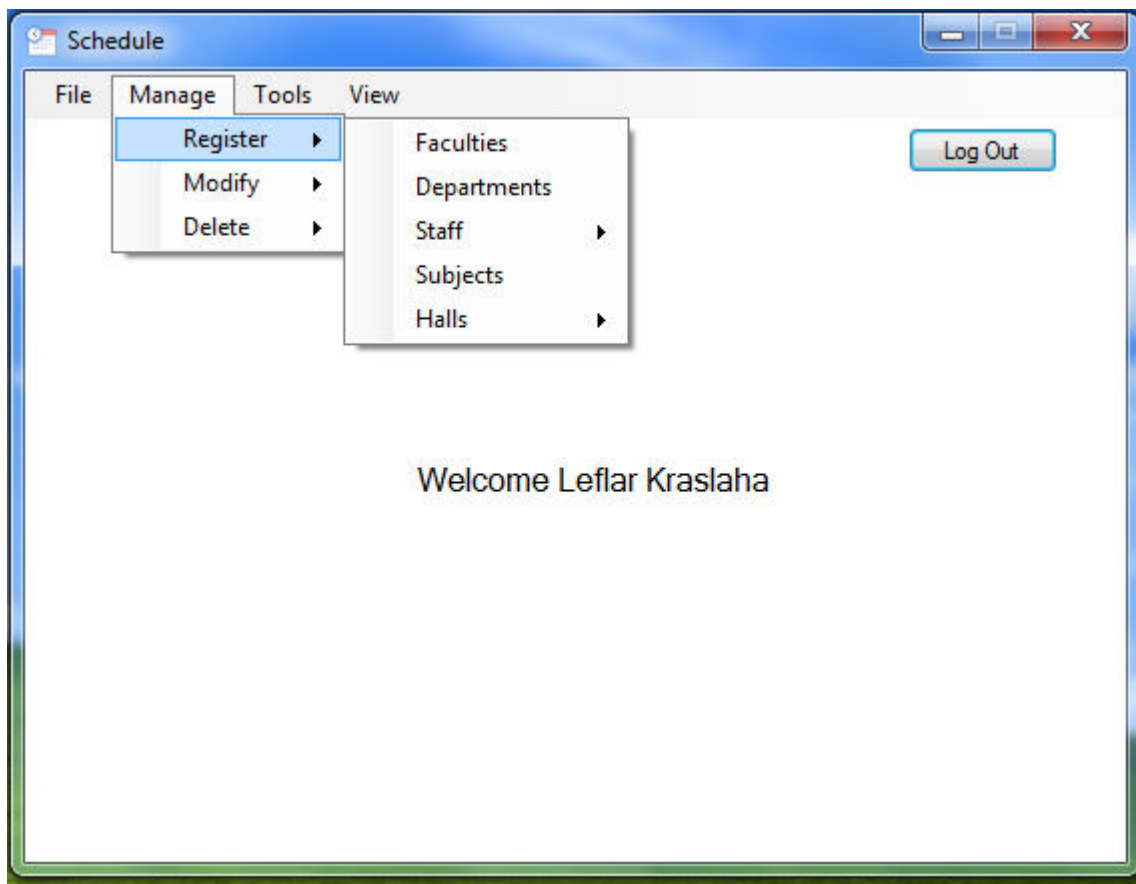 Schedule
File Manage Tools View
Register
Modify
Delete
Faculties
Departments
Staff
Subjects
Halls
Log Out
Welcome Leflar Kraslaha